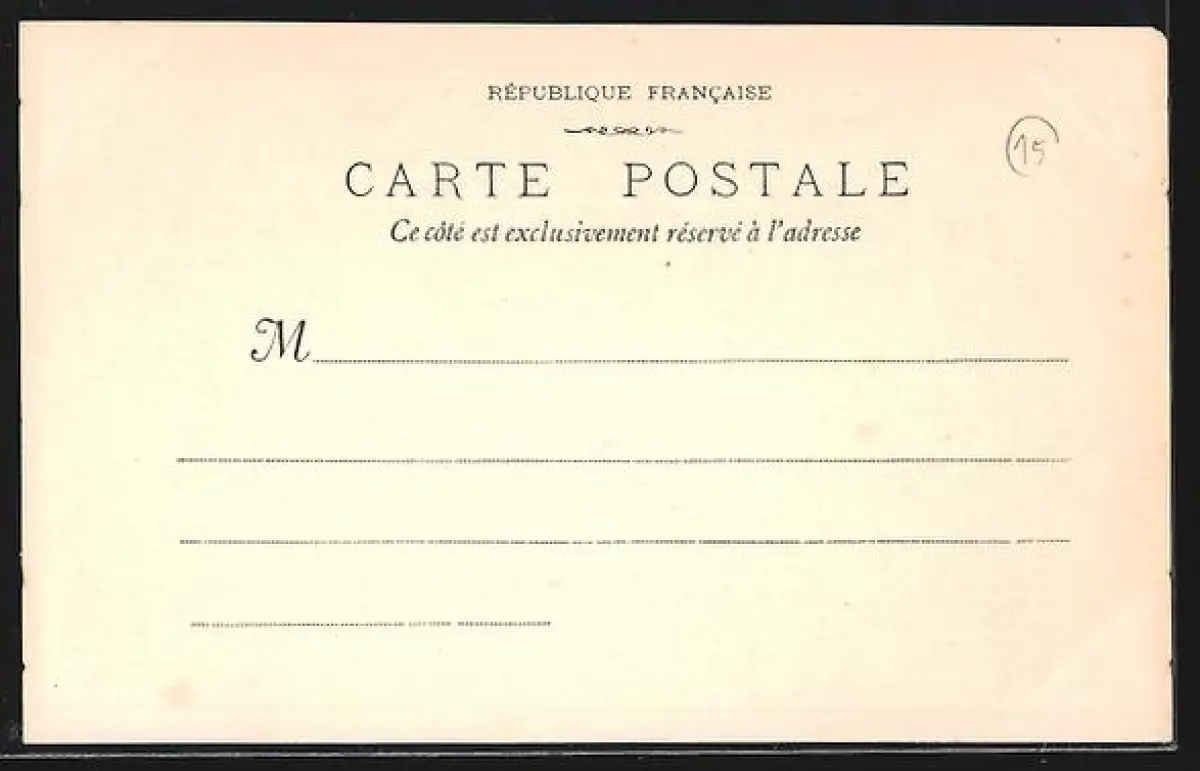 RÉPUBLIQUE FRANÇAISE
CARTE POSTALE
15
Ce côté est exclusivement réservé à l'adresse
M